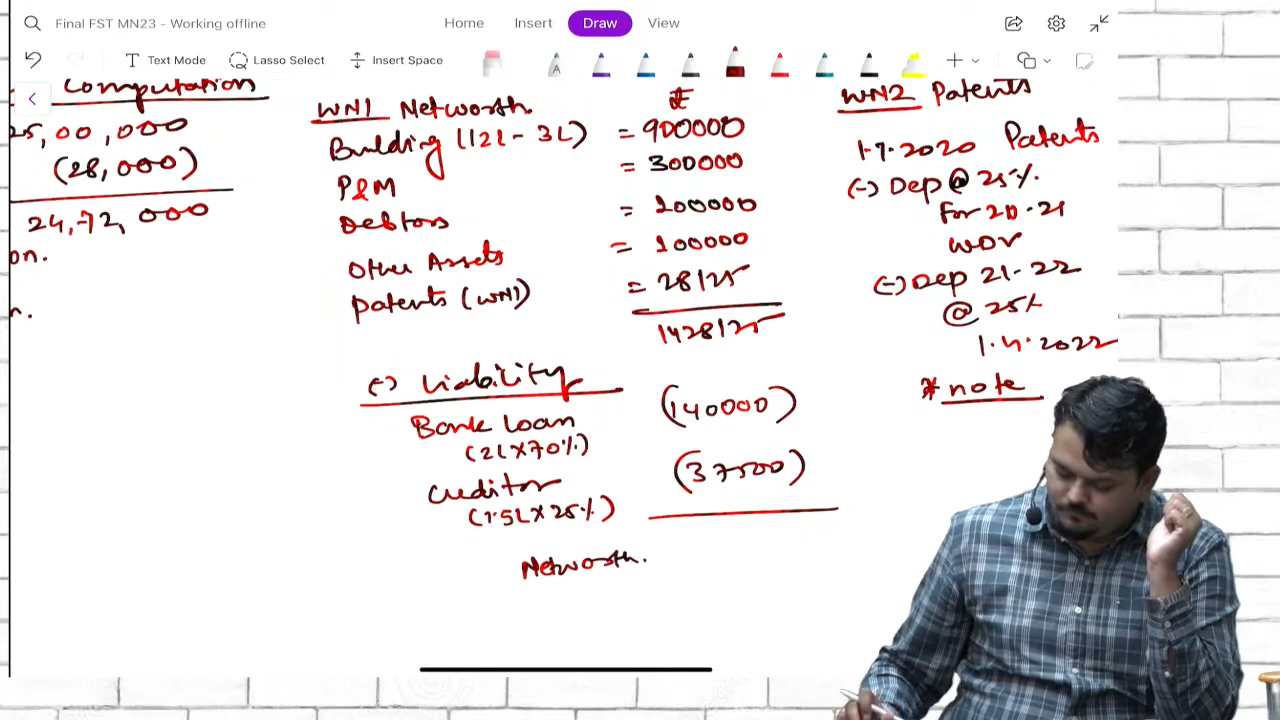 Final FST MN23 - Working offline
Home Insert Draw View
Text Mode Lasso Select Insert Space
Computation
25,00,000
(28,000)
24,72,000
on.
n.
WN1 Networth ₹
Building (12L - 3L) = 900000
P&M = 300000
Debtors = 100000
Other Assets = 100000
Patents (WN1) = 28125
1428125
(-) Liability
Bank Loan (140000)
(2L×70%)
Creditor (37500)
(1.5L×25%)
Networth.
WN2 Patents
1.7.2020 Patents
(-) Dep @ 25%
for 20-21
WDV
(-) Dep 21-22
@ 25%
1.4.2022
* note